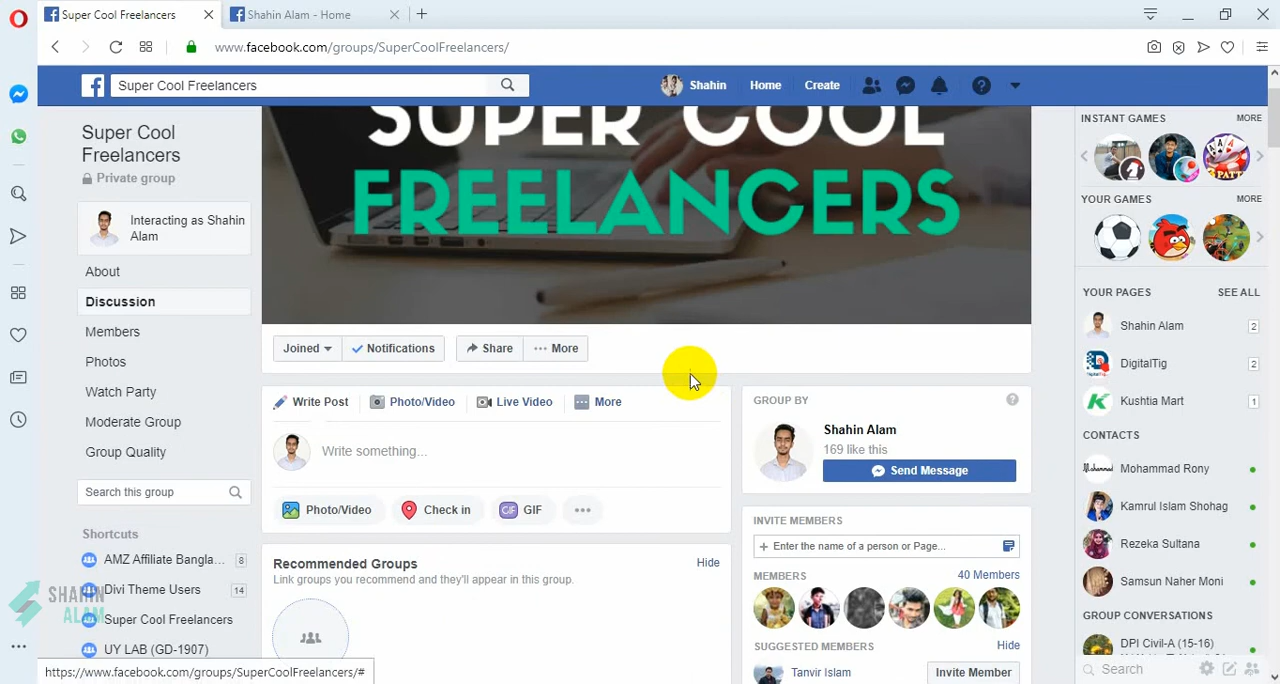 Super Cool Freelancers
Shahin Alam - Home
www.facebook.com/groups/SuperCoolFreelancers/
Super Cool Freelancers
Shahin
Home
Create
Super Cool
Freelancers
Private group
Interacting as Shahin
Alam
About
Discussion
Members
Photos
Watch Party
Moderate Group
Group Quality
Search this group
Shortcuts
AMZ Affiliate Bangla... 8
Divi Theme Users 14
Super Cool Freelancers
UY LAB (GD-1907)
SHAHIN
ALAM
https://www.facebook.com/groups/SuperCoolFreelancers/#
SUPER COOL
FREELANCERS
Joined
Notifications
Share
More
Write Post
Photo/Video
Live Video
More
Write something...
Photo/Video
Check in
GIF GIF
Recommended Groups
Hide
Link groups you recommend and they'll appear in this group.
GROUP BY
Shahin Alam
169 like this
Send Message
INVITE MEMBERS
+ Enter the name of a person or Page...
MEMBERS
40 Members
SUGGESTED MEMBERS
Hide
Tanvir Islam
Invite Member
INSTANT GAMES
MORE
YOUR GAMES
MORE
YOUR PAGES
SEE ALL
Shahin Alam 2
DigitalTig 2
Kushtia Mart 1
CONTACTS
Mohammad Rony
Kamrul Islam Shohag
Rezeka Sultana
Samsun Naher Moni
GROUP CONVERSATIONS
DPI Civil-A (15-16)
Search